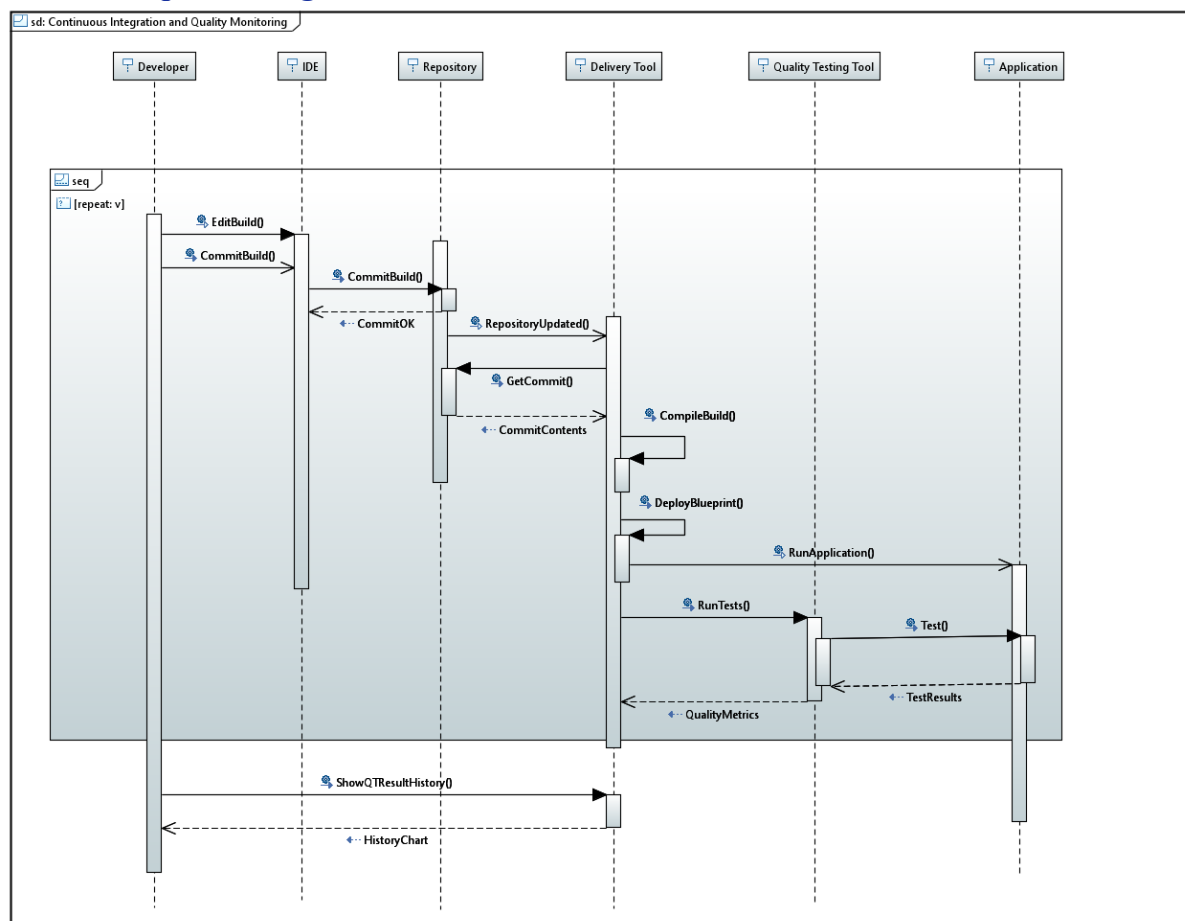 sd: Continuous Integration and Quality Monitoring
Developer
IDE
Repository
Delivery Tool
Quality Testing Tool
Application
seq
[repeat: v]
EditBuild()
CommitBuild()
CommitBuild()
CommitOK
RepositoryUpdated()
GetCommit()
CompileBuild()
CommitContents
DeployBlueprint()
RunApplication()
RunTests()
Test()
TestResults
QualityMetrics
ShowQTResultHistory()
HistoryChart